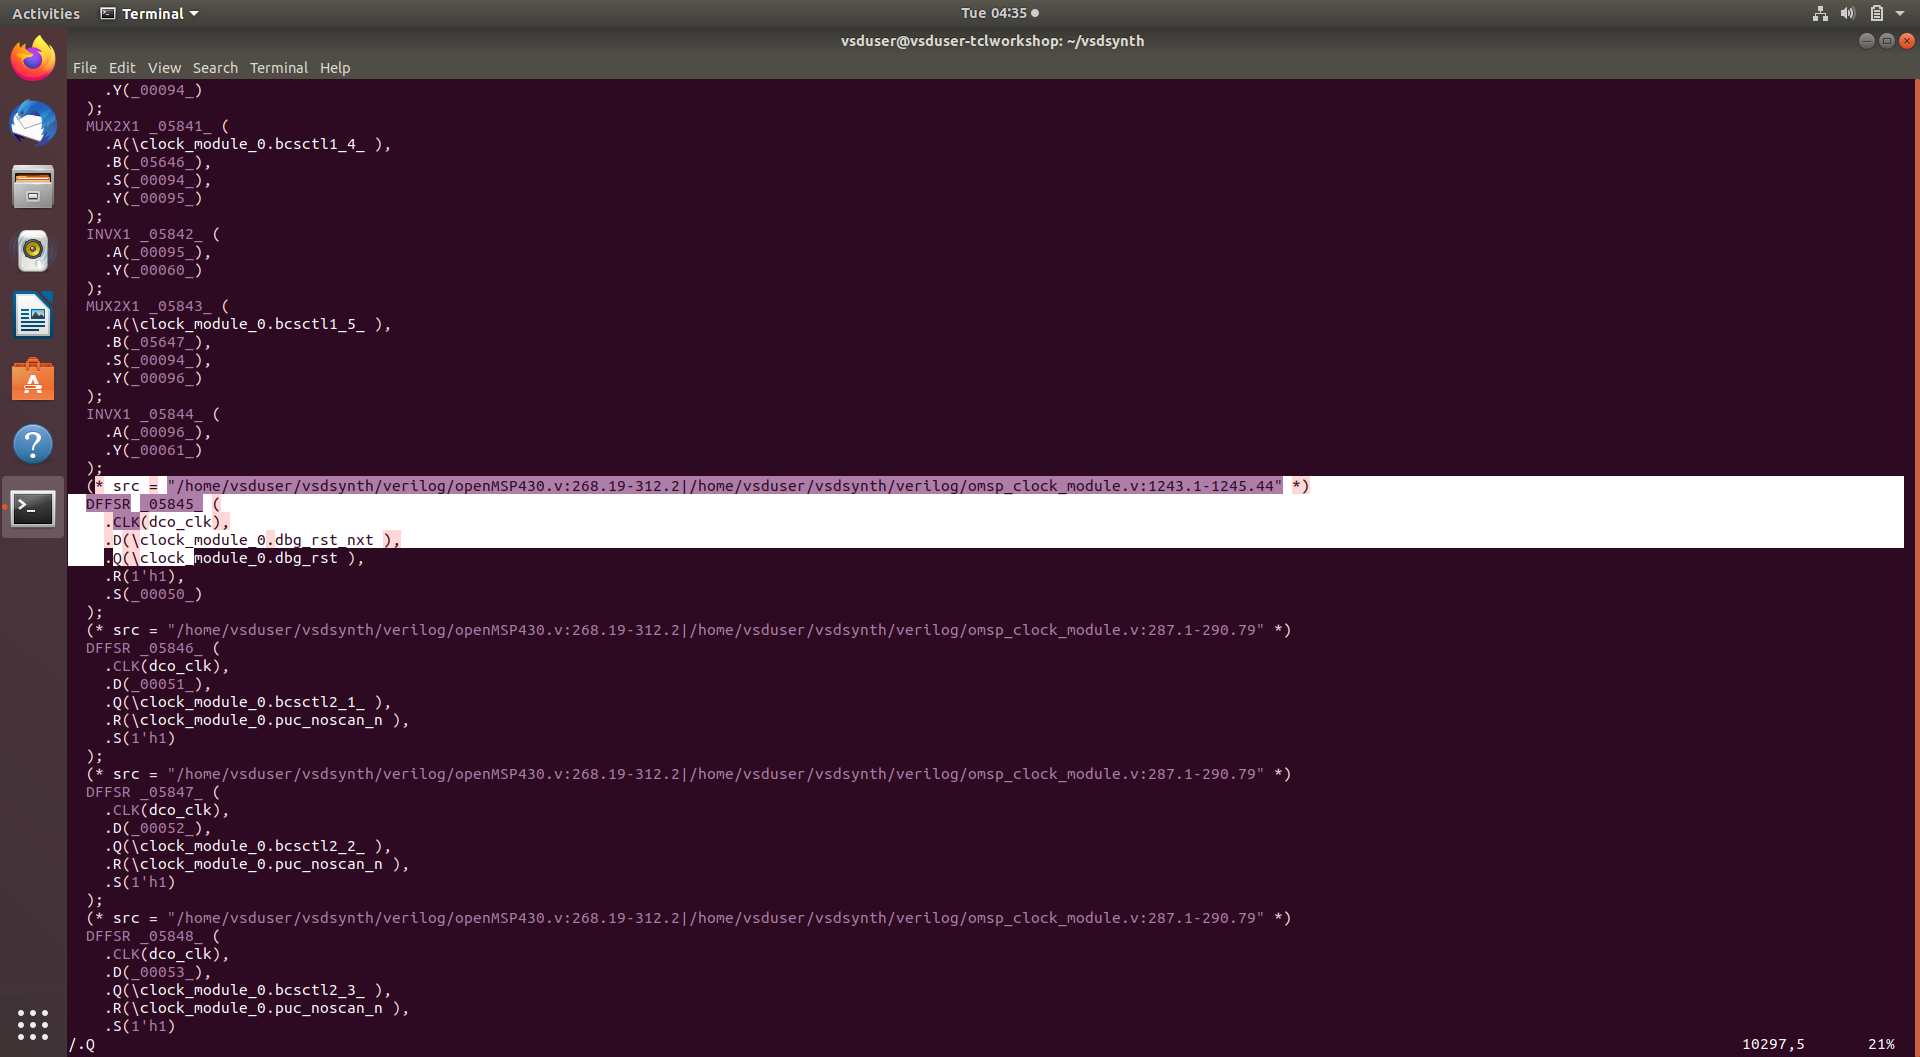 Activities Terminal Tue 04:35
vsduser@vsduser-tclworkshop: ~/vsdsynth
File Edit View Search Terminal Help
.Y(_00094_)
);
MUX2X1 _05841_ (
.A(\clock_module_0.bcsctl1_4_ ),
.B(_05646_),
.S(_00094_),
.Y(_00095_)
);
INVX1 _05842_ (
.A(_00095_),
.Y(_00060_)
);
MUX2X1 _05843_ (
.A(\clock_module_0.bcsctl1_5_ ),
.B(_05647_),
.S(_00094_),
.Y(_00096_)
);
INVX1 _05844_ (
.A(_00096_),
.Y(_00061_)
);
(* src = "/home/vsduser/vsdsynth/verilog/openMSP430.v:268.19-312.2|/home/vsduser/vsdsynth/verilog/omsp_clock_module.v:1243.1-1245.44" *)
DFFSR _05845_ (
.CLK(dco_clk),
.D(\clock_module_0.dbg_rst_nxt ),
.Q(\clock_module_0.dbg_rst ),
.R(1'h1),
.S(_00050_)
);
(* src = "/home/vsduser/vsdsynth/verilog/openMSP430.v:268.19-312.2|/home/vsduser/vsdsynth/verilog/omsp_clock_module.v:287.1-290.79" *)
DFFSR _05846_ (
.CLK(dco_clk),
.D(_00051_),
.Q(\clock_module_0.bcsctl2_1_ ),
.R(\clock_module_0.puc_noscan_n ),
.S(1'h1)
);
(* src = "/home/vsduser/vsdsynth/verilog/openMSP430.v:268.19-312.2|/home/vsduser/vsdsynth/verilog/omsp_clock_module.v:287.1-290.79" *)
DFFSR _05847_ (
.CLK(dco_clk),
.D(_00052_),
.Q(\clock_module_0.bcsctl2_2_ ),
.R(\clock_module_0.puc_noscan_n ),
.S(1'h1)
);
(* src = "/home/vsduser/vsdsynth/verilog/openMSP430.v:268.19-312.2|/home/vsduser/vsdsynth/verilog/omsp_clock_module.v:287.1-290.79" *)
DFFSR _05848_ (
.CLK(dco_clk),
.D(_00053_),
.Q(\clock_module_0.bcsctl2_3_ ),
.R(\clock_module_0.puc_noscan_n ),
.S(1'h1)
/.Q 10297,5 21%